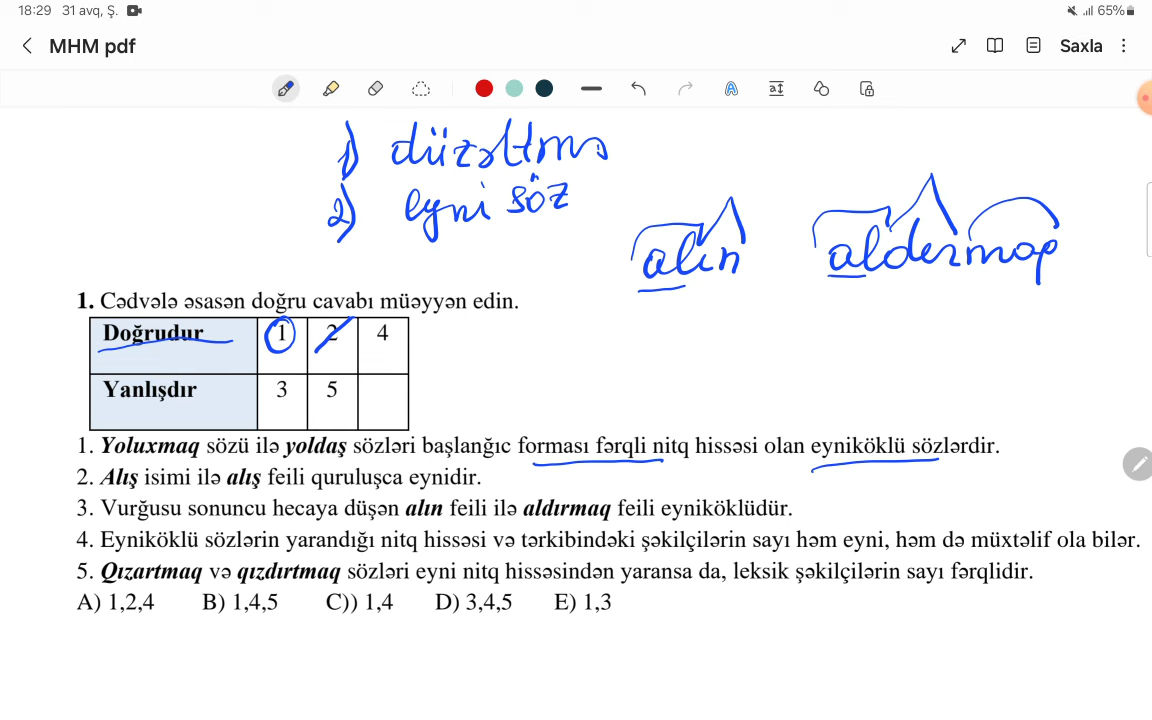 18:29 31 avq, Ş. 65%
MHM pdf Saxla
1) düzəltmə
2) eyni söz
alın aldırmaq
1. Cədvələ əsasən doğru cavabı müəyyən edin.
Doğrudur 1 2 4
Yanlışdır 3 5
1. Yoluxmaq sözü ilə yoldaş sözləri başlanğıc forması fərqli nitq hissəsi olan eyniköklü sözlərdir.
2. Alış isimi ilə alış feili quruluşca eynidir.
3. Vurğusu sonuncu hecaya düşən alın feili ilə aldırmaq feili eyniköklüdür.
4. Eyniköklü sözlərin yarandığı nitq hissəsi və tərkibindəki şəkilçilərin sayı həm eyni, həm də müxtəlif ola bilər.
5. Qızartmaq və qızdırtmaq sözləri eyni nitq hissəsindən yaransa da, leksik şəkilçilərin sayı fərqlidir.
A) 1,2,4 B) 1,4,5 C)) 1,4 D) 3,4,5 E) 1,3